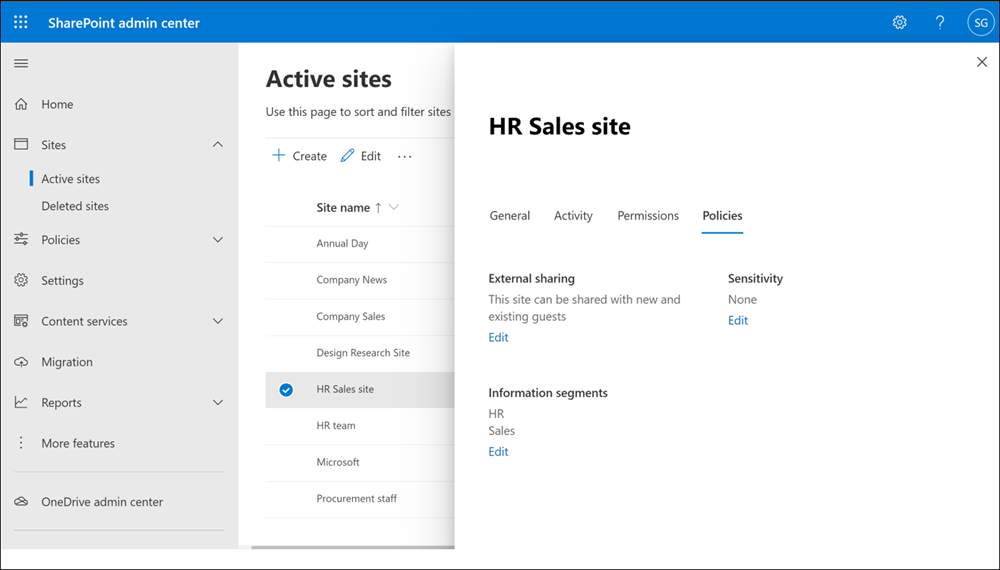 SharePoint admin center
SG
Home
Sites
Active sites
Deleted sites
Policies
Settings
Content services
Migration
Reports
More features
OneDrive admin center
Active sites
Use this page to sort and filter sites
Create
Edit
Site name
Annual Day
Company News
Company Sales
Design Research Site
HR Sales site
HR team
Microsoft
Procurement staff
HR Sales site
General Activity Permissions Policies
External sharing
This site can be shared with new and
existing guests
Edit
Sensitivity
None
Edit
Information segments
HR
Sales
Edit